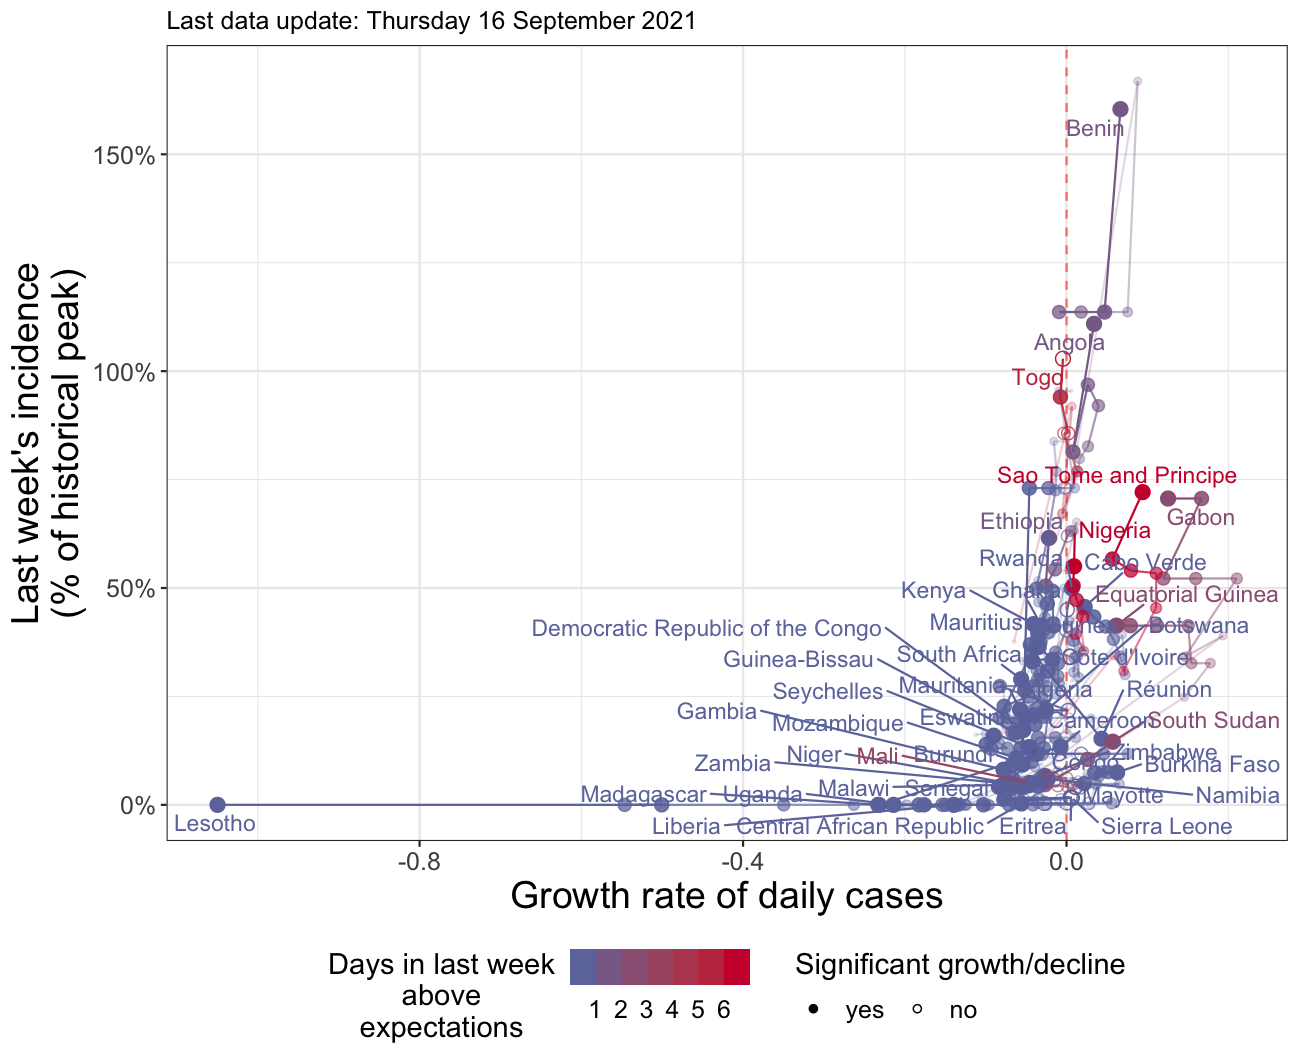 Last data update: Thursday 16 September 2021
Last week's incidence
(% of historical peak)
150%
100%
50%
0%
Benin
Angola
Togo
Sao Tome and Principe
Gabon
Ethiopia
Nigeria
Rwanda
Cabo Verde
Kenya
Ghana
Equatorial Guinea
Mauritius
Guinea
Botswana
Democratic Republic of the Congo
Guinea-Bissau
South Africa
Côte d'Ivoire
Seychelles
Mauritania
Algeria
Réunion
Gambia
Mozambique
Eswatini
Cameroon
South Sudan
Niger
Mali
Burundi
Congo
Zimbabwe
Zambia
Burkina Faso
Madagascar
Uganda
Malawi
Senegal
Mayotte
Namibia
Lesotho
Liberia
Central African Republic
Eritrea
Sierra Leone
-0.8
-0.4
0.0
Growth rate of daily cases
Days in last week
above
expectations
1 2 3 4 5 6
Significant growth/decline
yes
no